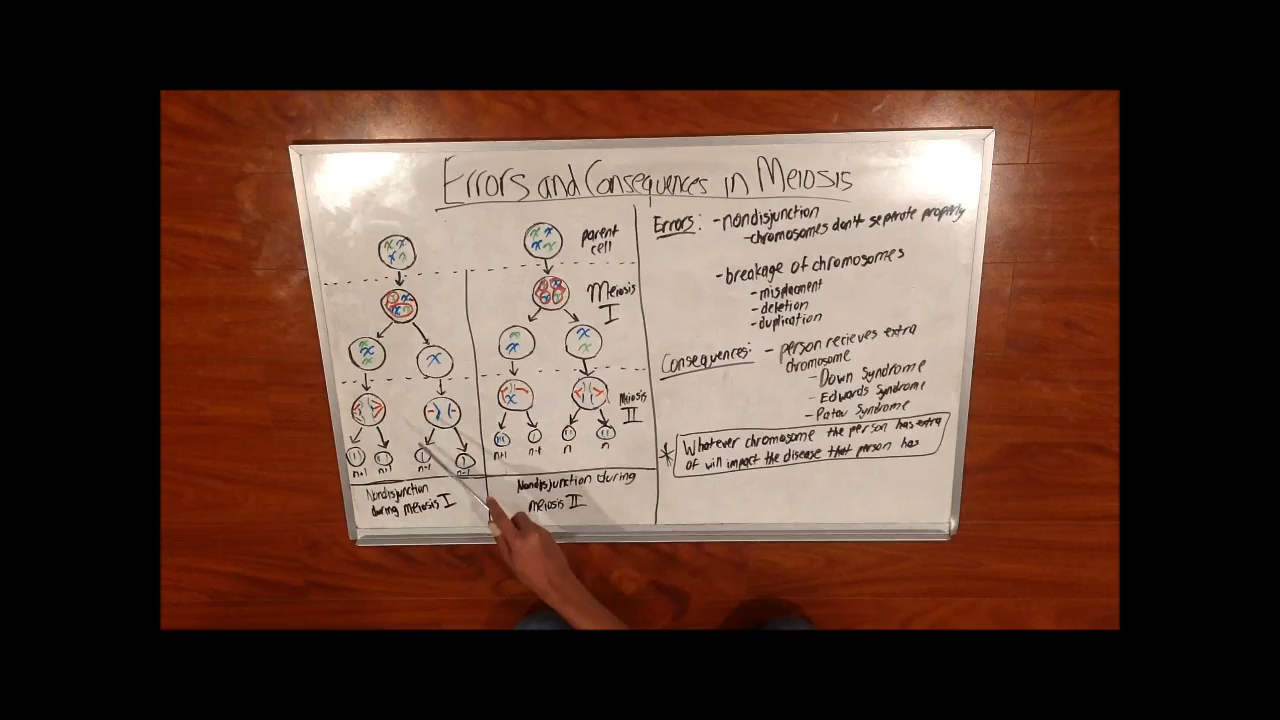 Errors and Consequences in Meiosis
parent
cell
Meiosis
I
Meiosis
II
n+1
n+1
n-1
n-1
n+1
n-1
n
n
Nondisjunction
during meiosis I
Nondisjunction during
meiosis II
Errors: - nondisjunction
- chromosomes don't separate properly
- breakage of chromosomes
- misplacment
- deletion
- duplication
Consequences: - person recieves extra
chromosome
- Down Syndrome
- Edwards Syndrome
- Patau Syndrome
* Whatever chromosome the person has extra
of will impact the disease that person has